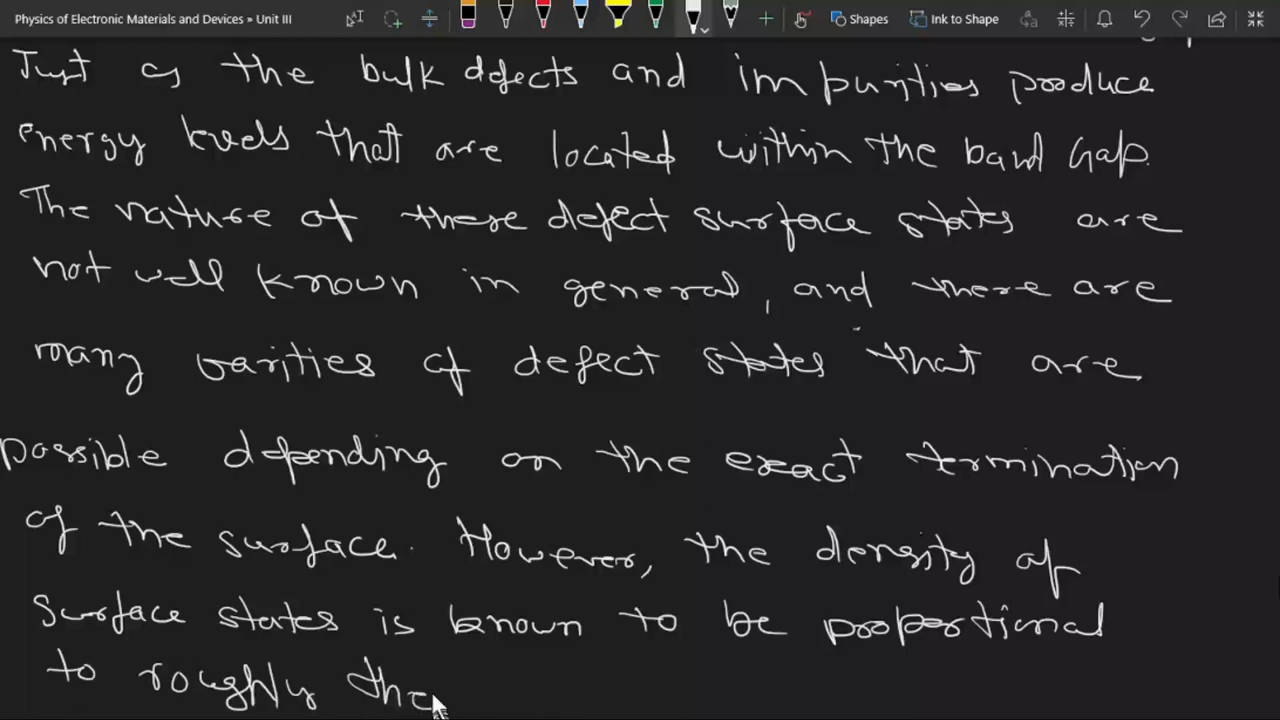 Physics of Electronic Materials and Devices » Unit III
Shapes
Ink to Shape
Just as the bulk defects and impurities produce
energy levels that are located within the band Gap.
The nature of these defect surface states are
not well known in general, and there are
many varities of defect states that are
possible depending on the exact termination
of the surface. However, the density of
Surface states is known to be proportional
to roughly the